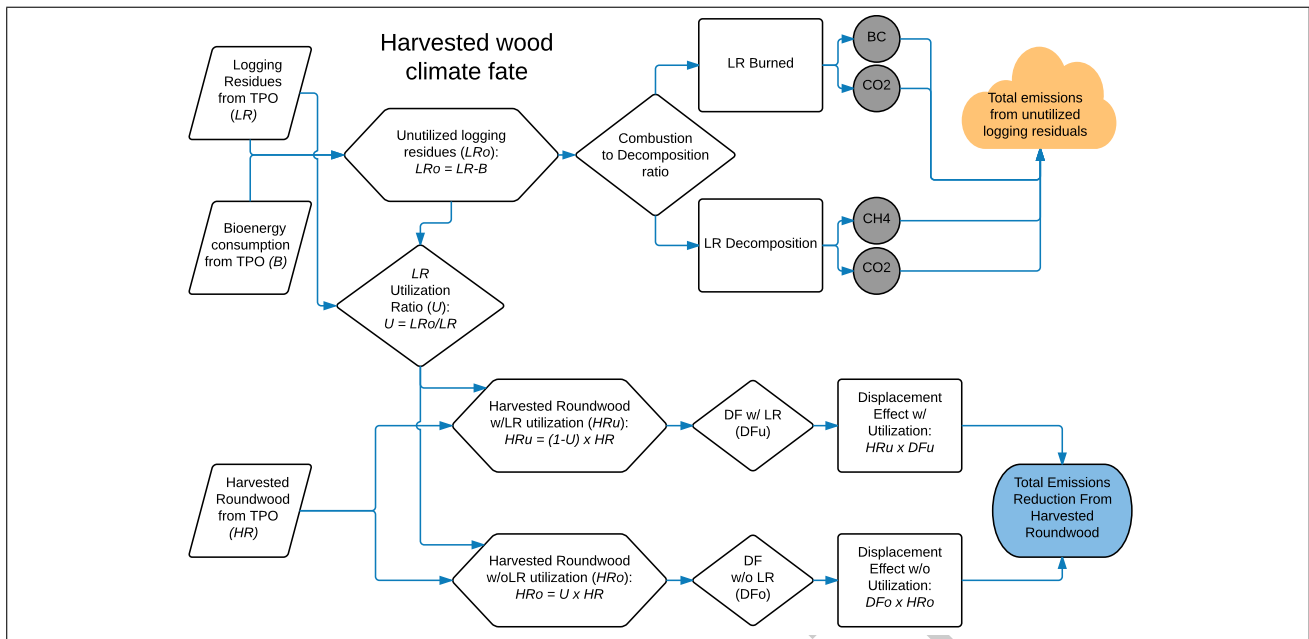 Harvested wood
climate fate
Logging
Residues
from TPO
(LR)
Bioenergy
consumption
from TPO (B)
Unutilized logging
residues (LRo):
LRo = LR-B
Combustion
to Decomposition
ratio
LR Burned
BC
CO2
LR Decomposition
CH4
CO2
Total emissions
from unutilized
logging residuals
LR
Utilization
Ratio (U):
U = LRo/LR
Harvested
Roundwood
from TPO
(HR)
Harvested Roundwood
w/LR utilization (HRu):
HRu = (1-U) x HR
DF w/ LR
(DFu)
Displacement
Effect w/
Utilization:
HRu x DFu
Harvested Roundwood
w/oLR utilization (HRo):
HRo = U x HR
DF
w/o LR
(DFo)
Displacement
Effect w/o
Utilization:
DFo x HRo
Total Emissions
Reduction From
Harvested
Roundwood